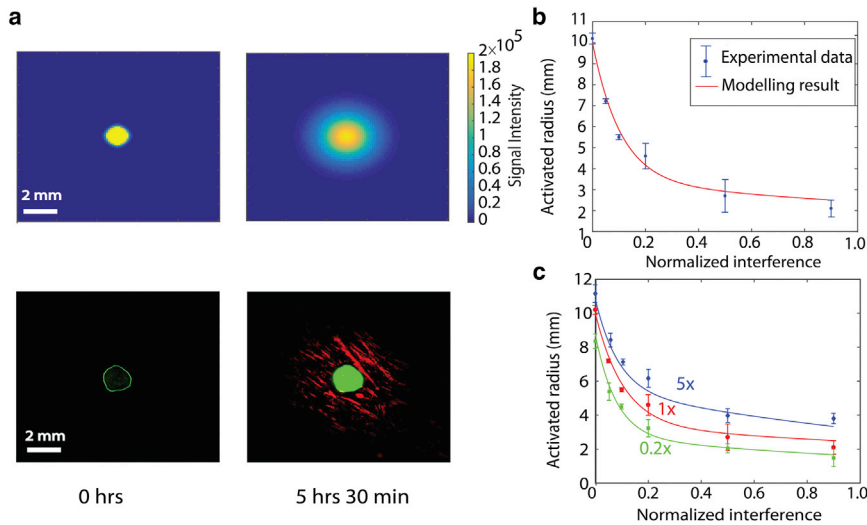 a
2 mm
2×10⁵
1.8
1.6
1.4
1.2
1
0.8
0.6
0.4
0.2
0
Signal Intensity
2 mm
0 hrs
5 hrs 30 min
b
11
10
9
8
7
6
5
4
3
2
1
Activated radius (mm)
Experimental data
Modelling result
0 0.2 0.4 0.6 0.8 1.0
Normalized interference
c
12
10
8
6
4
2
0
Activated radius (mm)
5x
1x
0.2x
0 0.2 0.4 0.6 0.8 1.0
Normalized interference